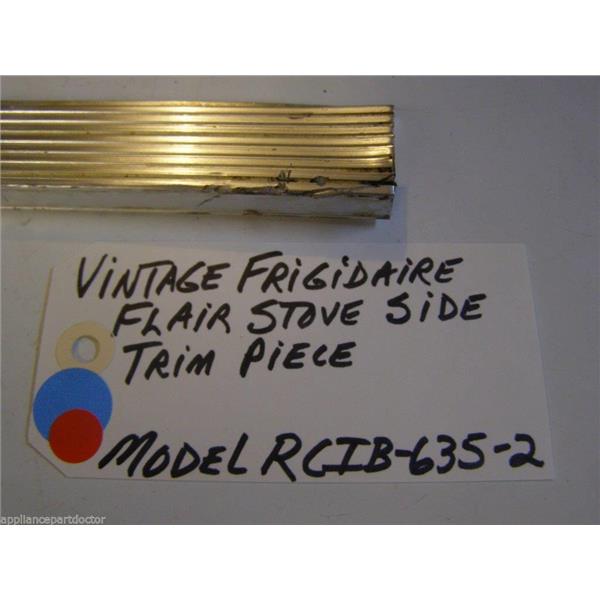 VINTAGE FRIGIDAIRE
FLAIR STOVE SIDE
TRIM PIECE
MODEL RCIB-635-2
appliancepartdoctor